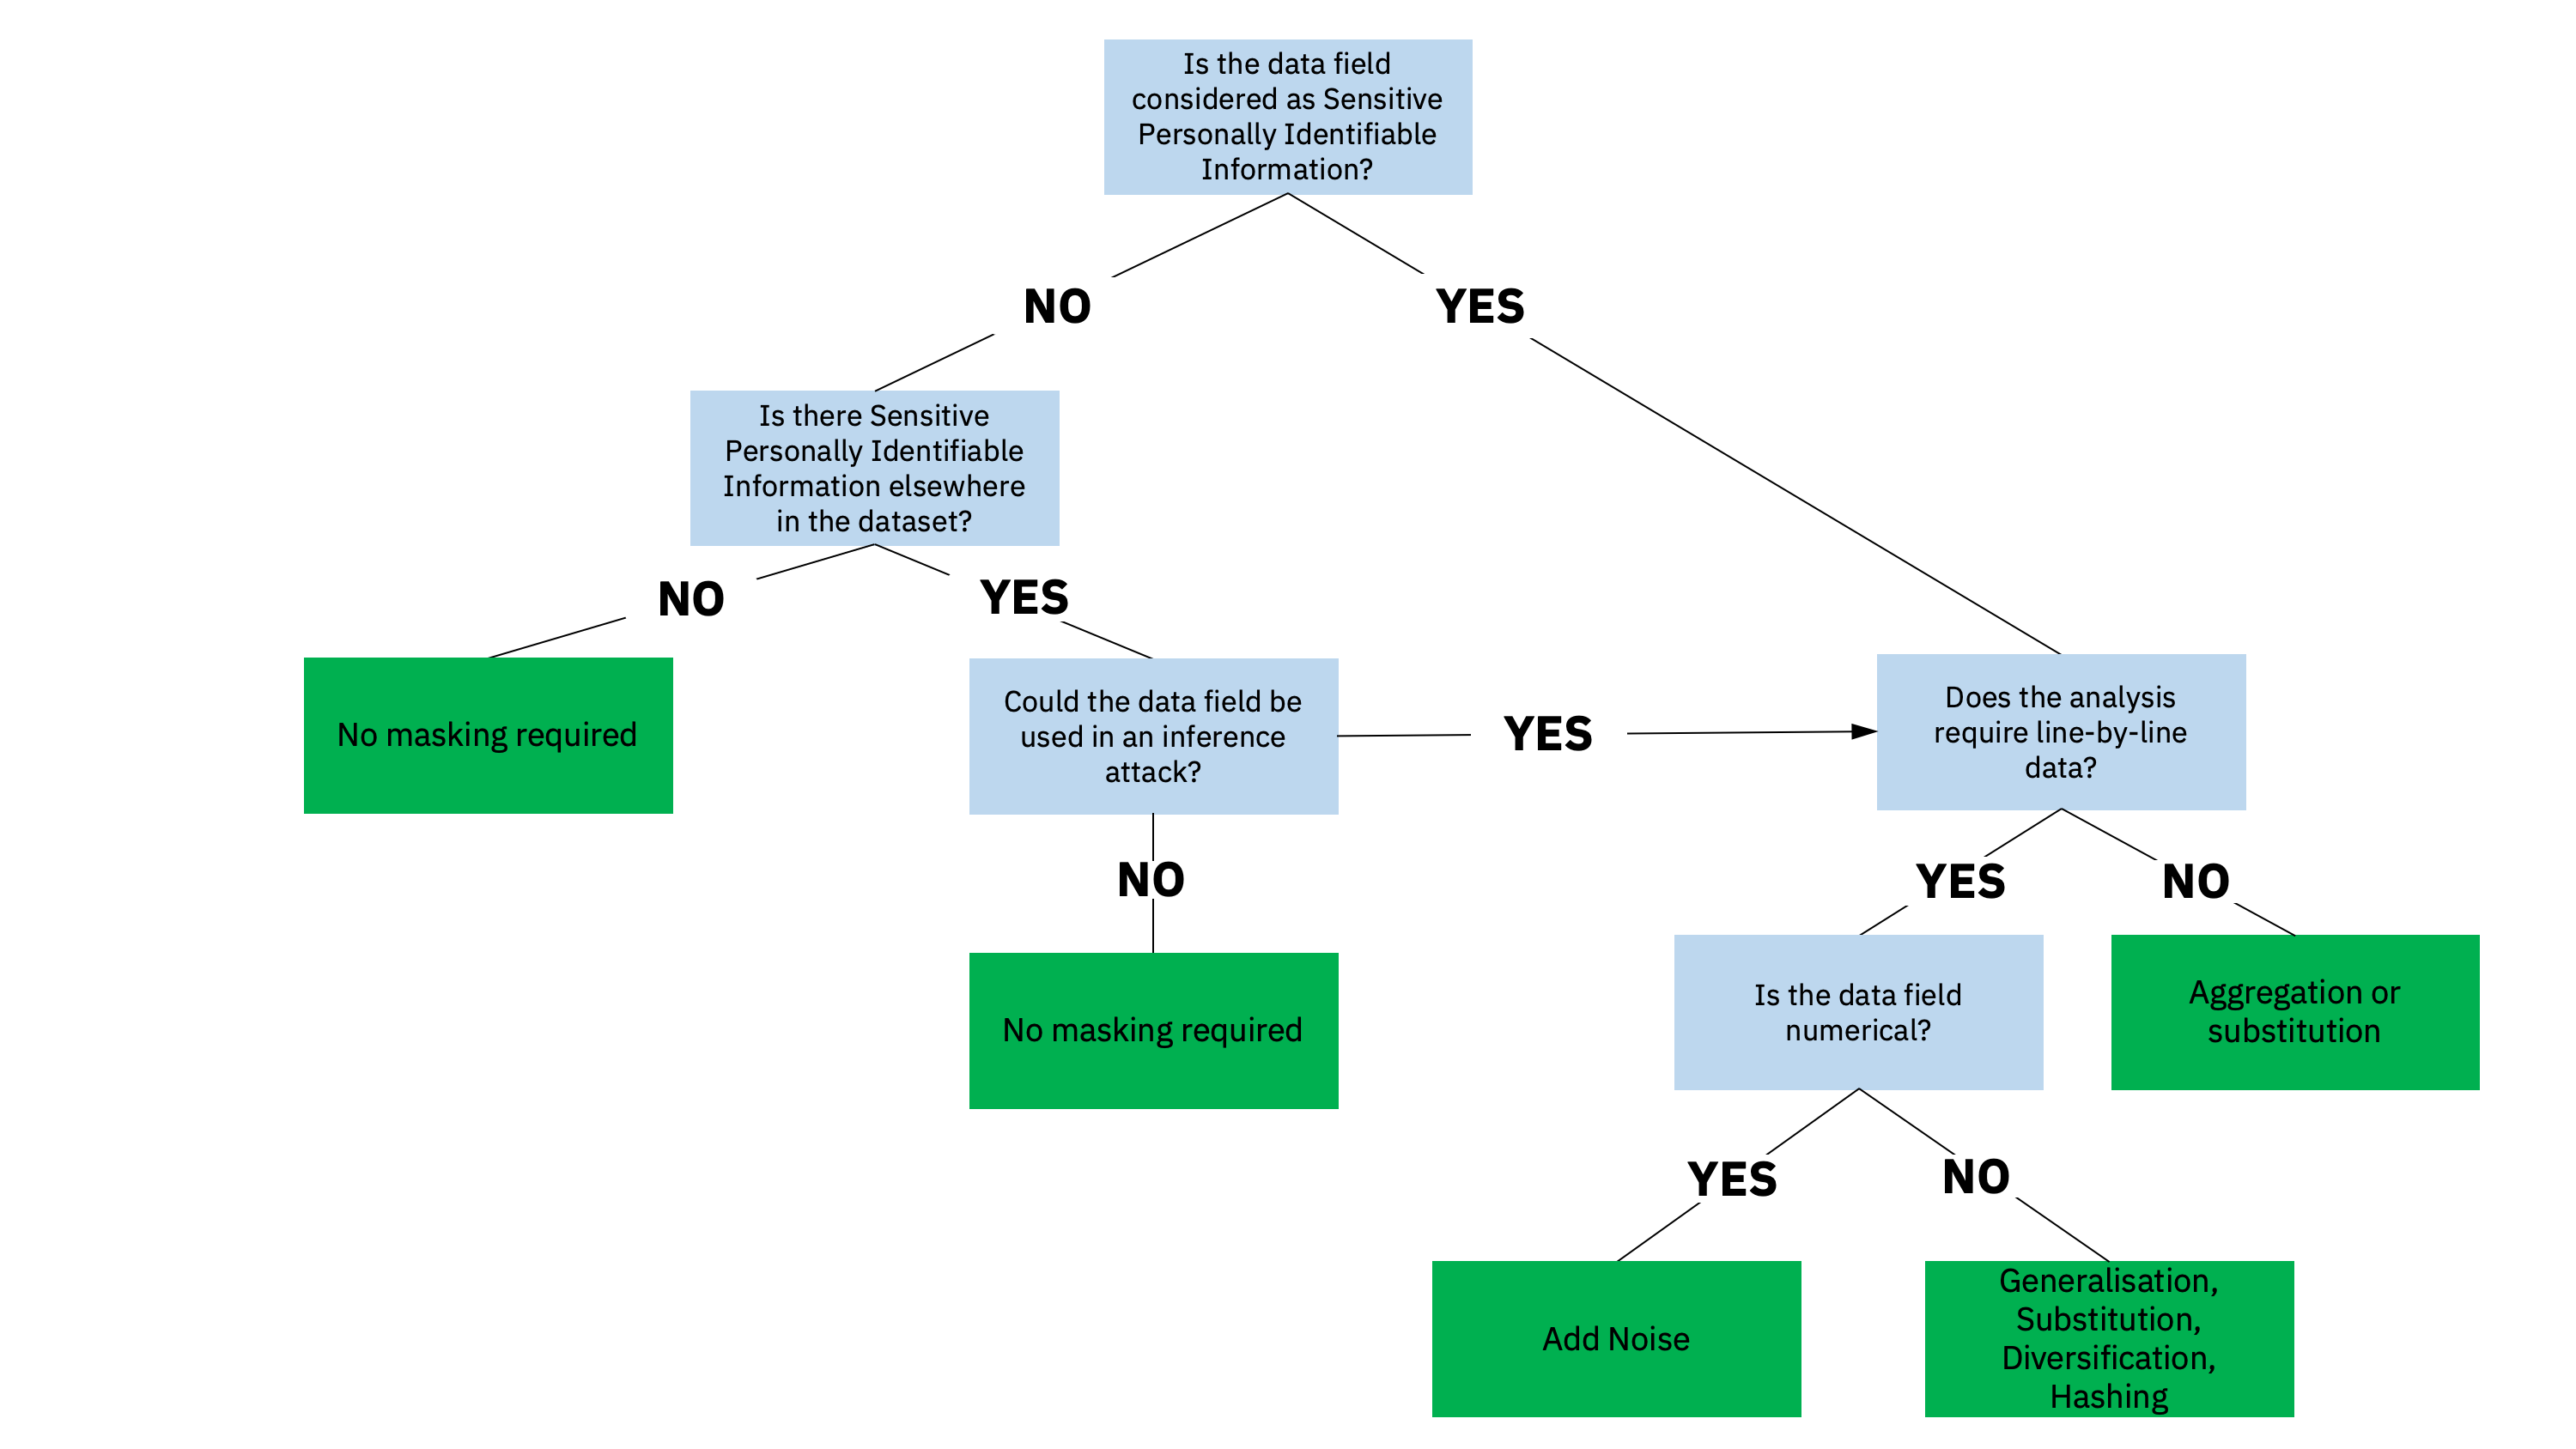 Is the data field
considered as Sensitive
Personally Identifiable
Information?
NO
YES
Is there Sensitive
Personally Identifiable
Information elsewhere
in the dataset?
NO
YES
No masking required
Could the data field be
used in an inference
attack?
YES
Does the analysis
require line-by-line
data?
NO
YES
NO
No masking required
Is the data field
numerical?
Aggregation or
substitution
YES
NO
Add Noise
Generalisation,
Substitution,
Diversification,
Hashing